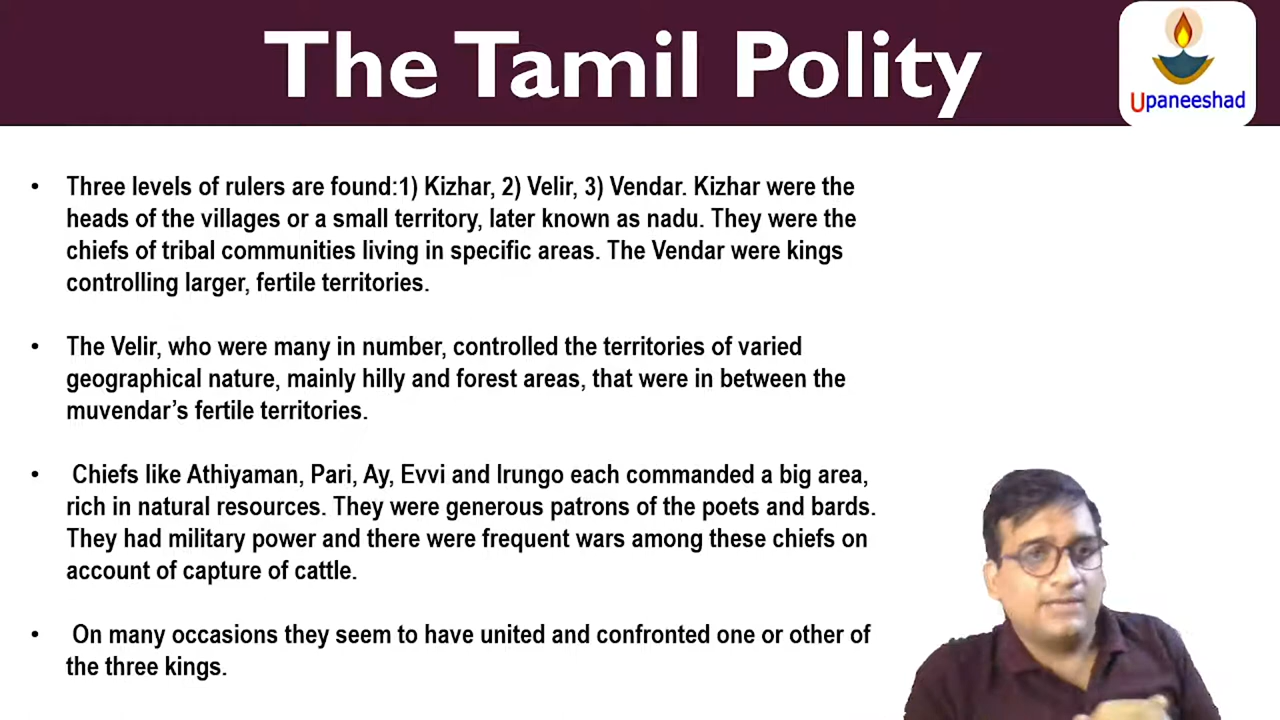 The Tamil Polity
Upaneeshad
• Three levels of rulers are found:1) Kizhar, 2) Velir, 3) Vendar. Kizhar were the
heads of the villages or a small territory, later known as nadu. They were the
chiefs of tribal communities living in specific areas. The Vendar were kings
controlling larger, fertile territories.
• The Velir, who were many in number, controlled the territories of varied
geographical nature, mainly hilly and forest areas, that were in between the
muvendar’s fertile territories.
• Chiefs like Athiyaman, Pari, Ay, Evvi and Irungo each commanded a big area,
rich in natural resources. They were generous patrons of the poets and bards.
They had military power and there were frequent wars among these chiefs on
account of capture of cattle.
• On many occasions they seem to have united and confronted one or other of
the three kings.